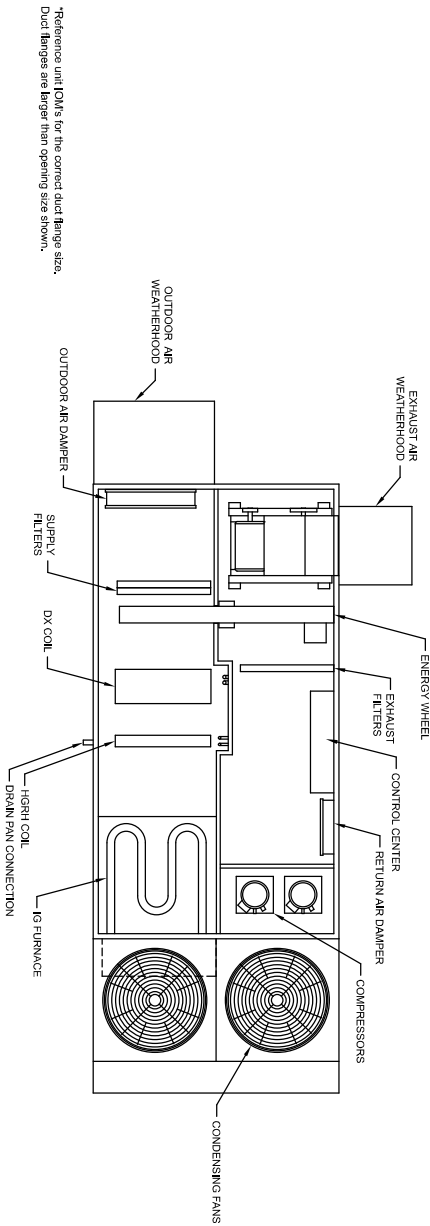 *Reference unit IOM's for the correct duct flange size.
Duct flanges are larger than opening size shown.
EXHAUST AIR
WEATHERHOOD
OUTDOOR AIR
WEATHERHOOD
OUTDOOR AIR DAMPER
SUPPLY
FILTERS
ENERGY WHEEL
EXHAUST
FILTERS
DX COIL
CONTROL CENTER
RETURN AIR DAMPER
HGRH COIL
DRAIN PAN CONNECTION
IG FURNACE
COMPRESSORS
CONDENSING FANS